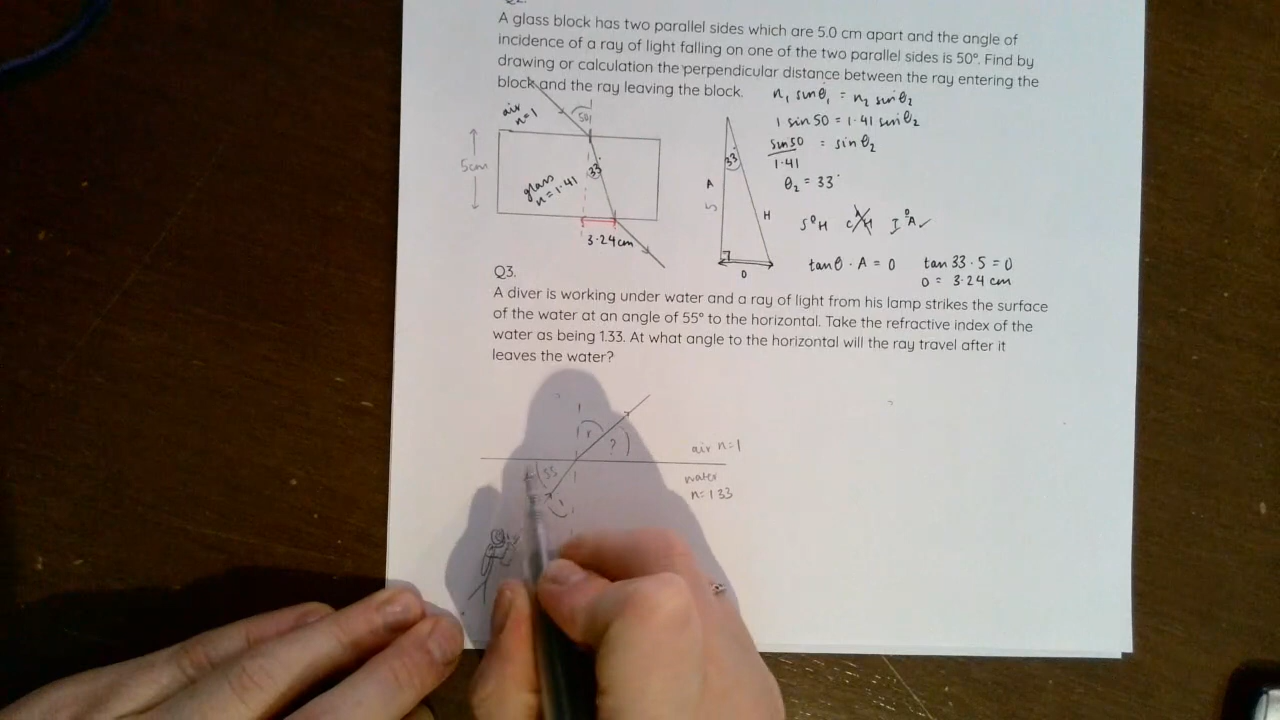 A glass block has two parallel sides which are 5.0 cm apart and the angle of
incidence of a ray of light falling on one of the two parallel sides is 50°. Find by
drawing or calculation the perpendicular distance between the ray entering the
block and the ray leaving the block.
n₁ sinθ₁ = n₂ sinθ₂
air
n=1
50
1 sin 50 = 1.41 sinθ₂
sin50 = sinθ₂
1.41
5cm
33°
glass
n=1.41
33
θ₂ = 33°
A
5
H
SOH CAH TOA ✓
3.24cm
O
tanθ . A = O
tan 33 . 5 = O
O = 3.24 cm
Q3.
A diver is working under water and a ray of light from his lamp strikes the surface
of the water at an angle of 55° to the horizontal. Take the refractive index of the
water as being 1.33. At what angle to the horizontal will the ray travel after it
leaves the water?
r
?
air n=1
55
i
water
n=1.33